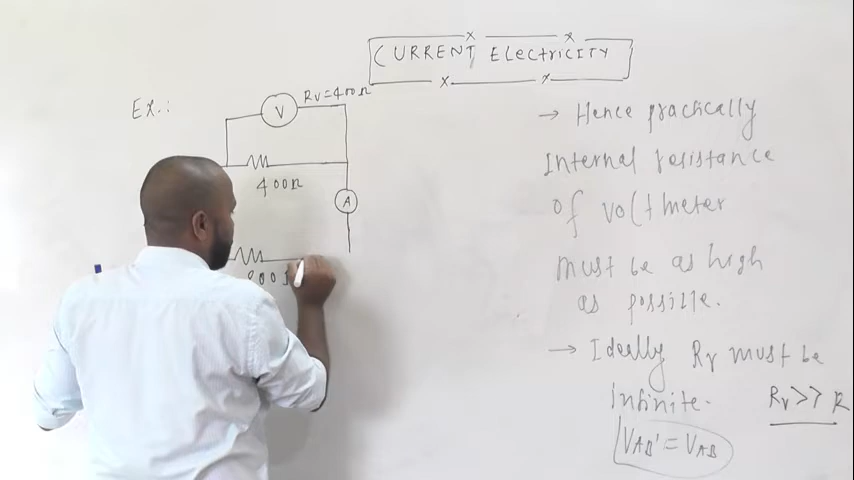 CURRENT ELECTRICITY
Ex.:
Rv=400Ω
V
400Ω
A
800Ω
→ Hence practically
Internal resistance
of voltmeter
must be as high
as possible.
→ Ideally Rv must be
infinite.
Rv>>R
VAB' = VAB